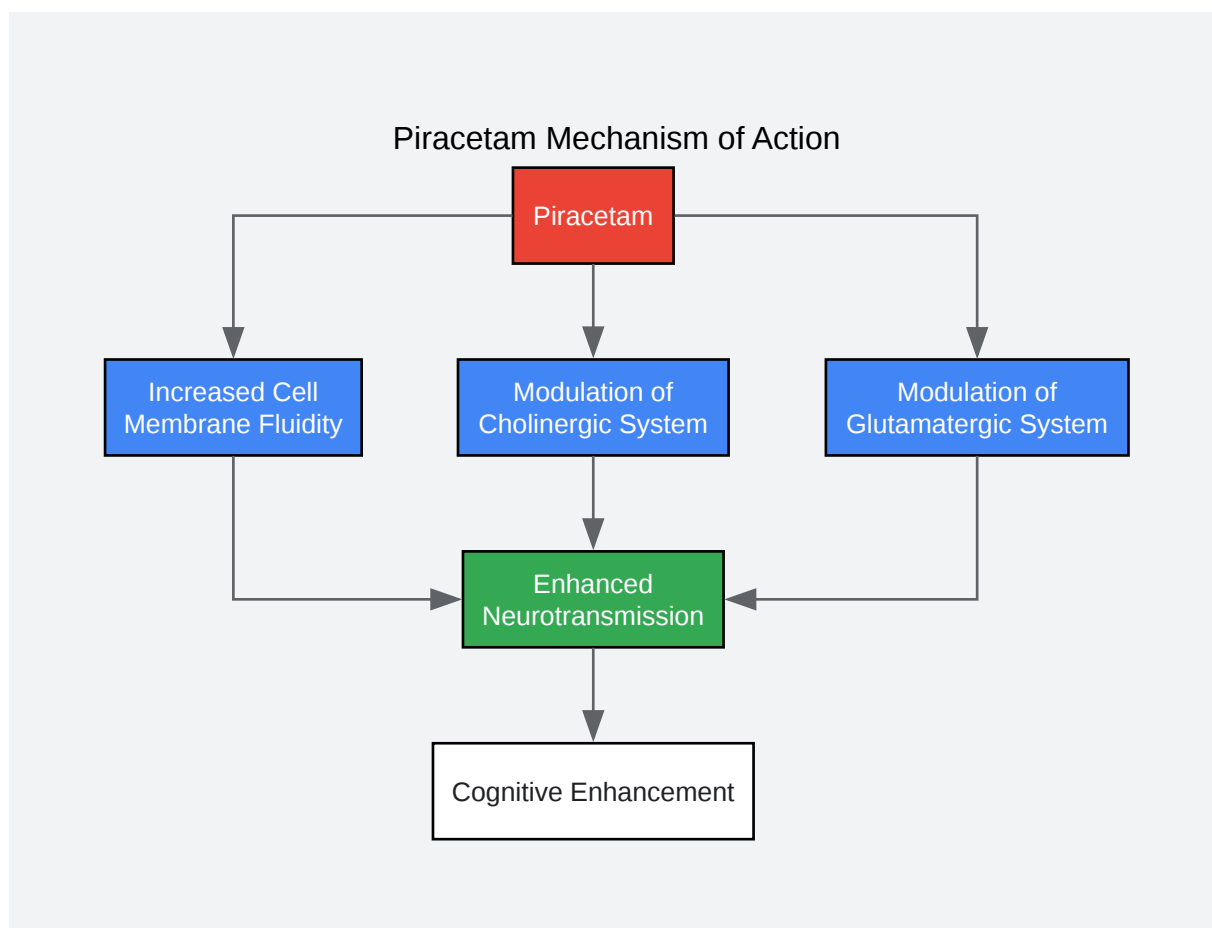 Piracetam Mechanism of Action
Piracetam
Increased Cell
Membrane Fluidity
Modulation of
Cholinergic System
Modulation of
Glutamatergic System
Enhanced
Neurotransmission
Cognitive Enhancement